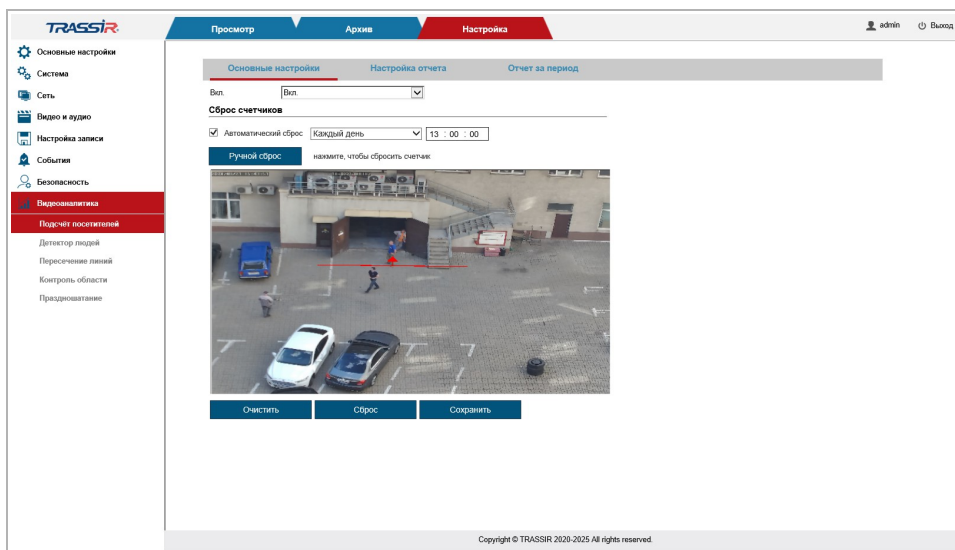 TRASSIR
Просмотр
Архив
Настройка
admin
Выход
Основные настройки
Система
Сеть
Видео и аудио
Настройка записи
События
Безопасность
Видеоаналитика
Подсчёт посетителей
Детектор людей
Пересечение линий
Контроль области
Праздношатание
Основные настройки
Настройка отчета
Отчет за период
Вкл.
Вкл.
Сброс счетчиков
Автоматический сброс
Каждый день
13 : 00 : 00
Ручной сброс
нажмите, чтобы сбросить счетчик
Очистить
Сброс
Сохранить
Copyright © TRASSIR 2020-2025 All rights reserved.